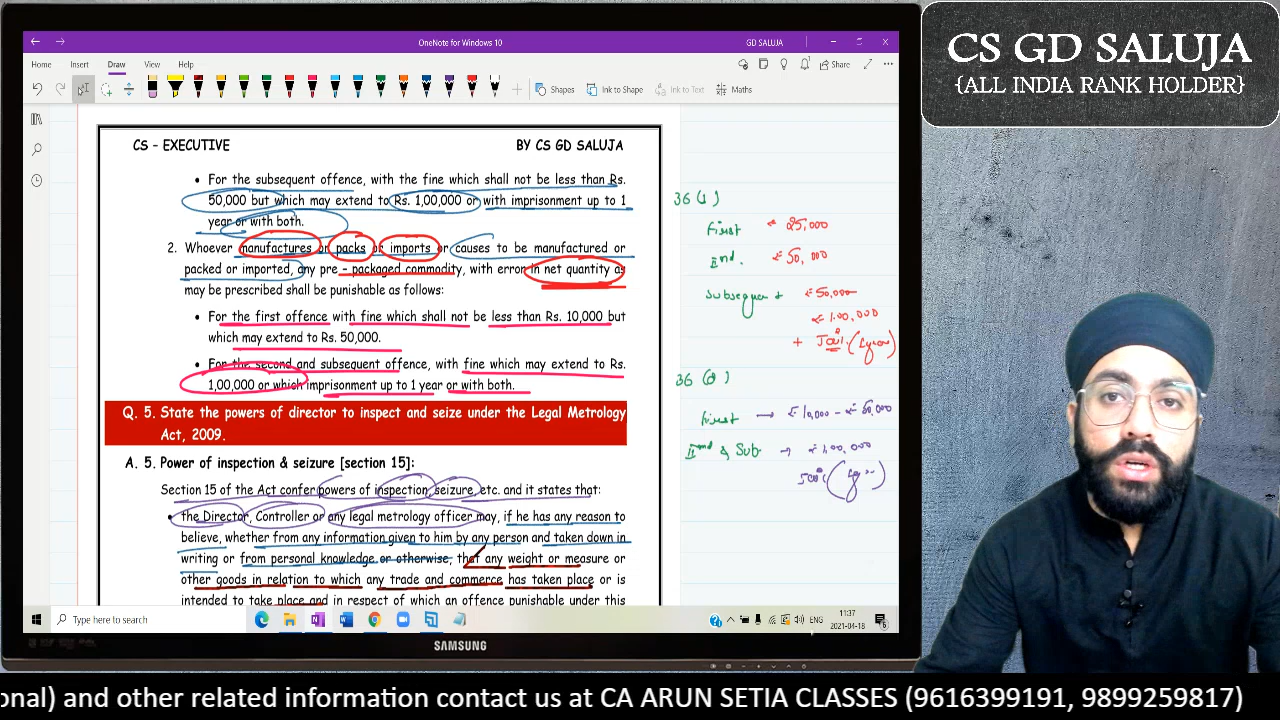 OneNote for Windows 10
GD SALUJA
Home Insert Draw View Help
Share
Shapes Ink to Shape Ink to Text Maths
CS GD SALUJA
{ALL INDIA RANK HOLDER}
CS – EXECUTIVE BY CS GD SALUJA
• For the subsequent offence, with the fine which shall not be less than Rs.
50,000 but which may extend to Rs. 1,00,000 or with imprisonment up to 1
year or with both.
2. Whoever manufactures or packs or imports or causes to be manufactured or
packed or imported, any pre – packaged commodity, with error in net quantity as
may be prescribed shall be punishable as follows:
• For the first offence with fine which shall not be less than Rs. 10,000 but
which may extend to Rs. 50,000.
• For the second and subsequent offence, with fine which may extend to Rs.
1,00,000 or which imprisonment up to 1 year or with both.
Q. 5. State the powers of director to inspect and seize under the Legal Metrology
Act, 2009.
A. 5. Power of inspection & seizure [section 15]:
Section 15 of the Act confer powers of inspection, seizure, etc. and it states that:
• the Director, Controller or any legal metrology officer may, if he has any reason to
believe, whether from any information given to him by any person and taken down in
writing or from personal knowledge or otherwise, that any weight or measure or
other goods in relation to which any trade and commerce has taken place or is
intended to take place and in respect of which an offence punishable under this
36 (1)
First 25,000
IInd. 50,000
Subsequent 50,000
1,00,000
+ Jail (1 year)
36 (2)
First → 10,000 – 50,000
IInd & Sub → 1,00,000
Type here to search
ENG
11:37
2021-04-18
SAMSUNG
onal) and other related information contact us at CA ARUN SETIA CLASSES (9616399191, 9899259817)